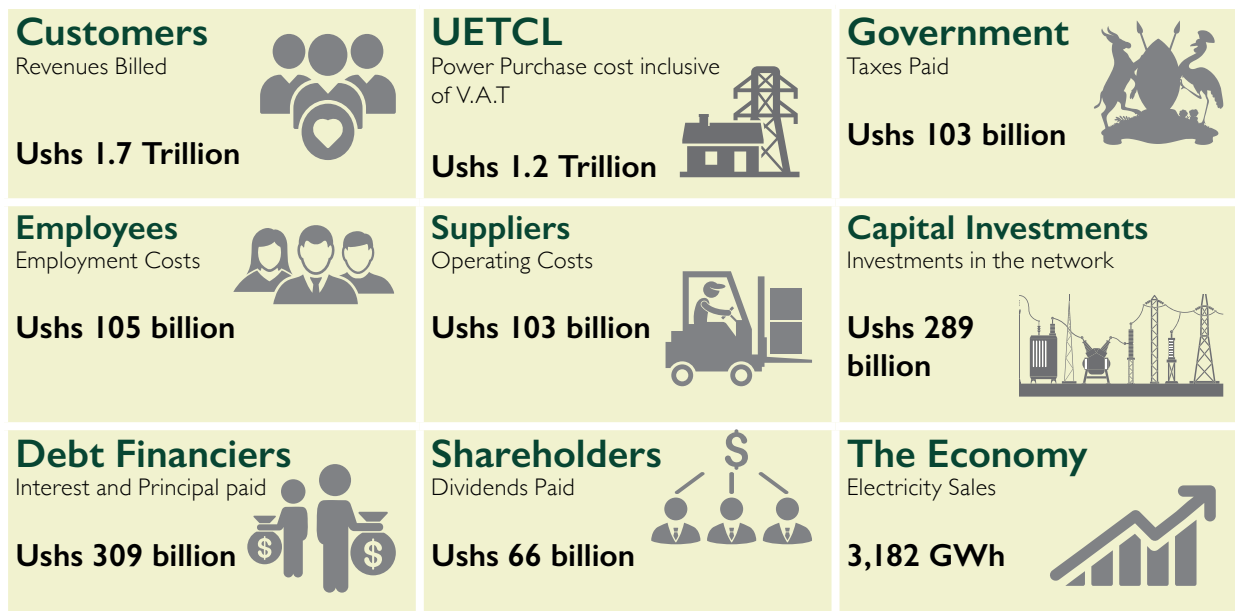 Customers
Revenues Billed
Ushs 1.7 Trillion
UETCL
Power Purchase cost inclusive
of V.A.T
Ushs 1.2 Trillion
Government
Taxes Paid
Ushs 103 billion
Employees
Employment Costs
Ushs 105 billion
Suppliers
Operating Costs
Ushs 103 billion
Capital Investments
Investments in the network
Ushs 289
billion
Debt Financiers
Interest and Principal paid
$
$
Ushs 309 billion
Shareholders
Dividends Paid
$
Ushs 66 billion
The Economy
Electricity Sales
3,182 GWh